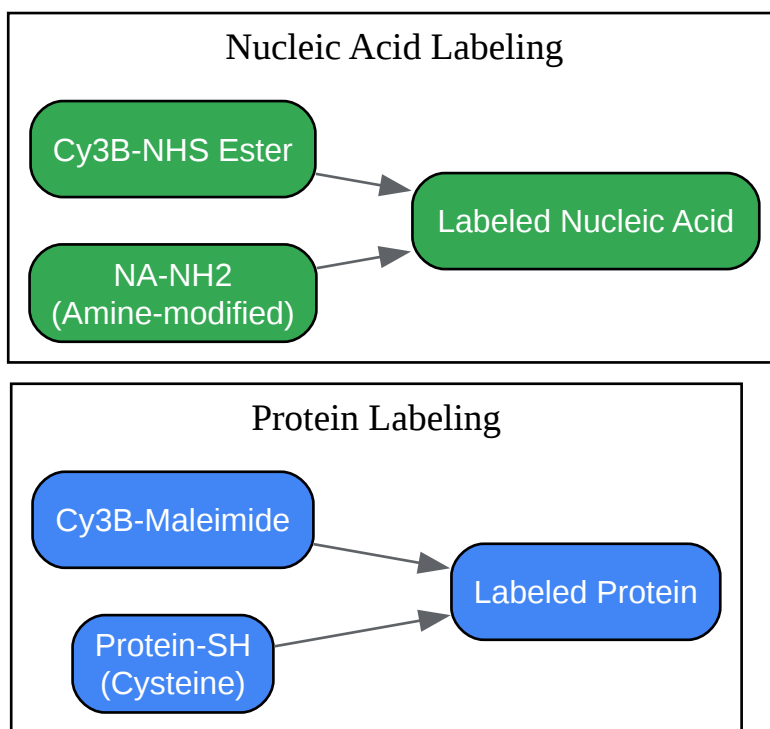 Nucleic Acid Labeling
Cy3B-NHS Ester
Labeled Nucleic Acid
NA-NH2
(Amine-modified)
Protein Labeling
Cy3B-Maleimide
Labeled Protein
Protein-SH
(Cysteine)